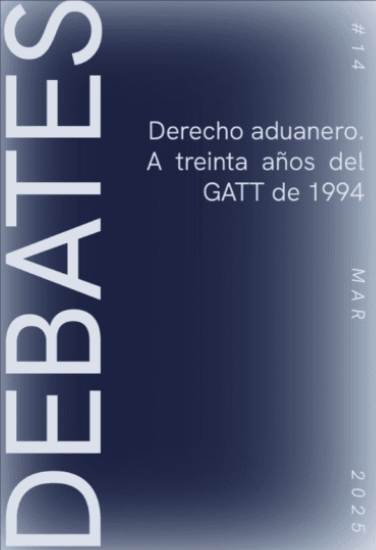 DEBATES
#14
Derecho aduanero.
A treinta años del
GATT de 1994
MAR
2025